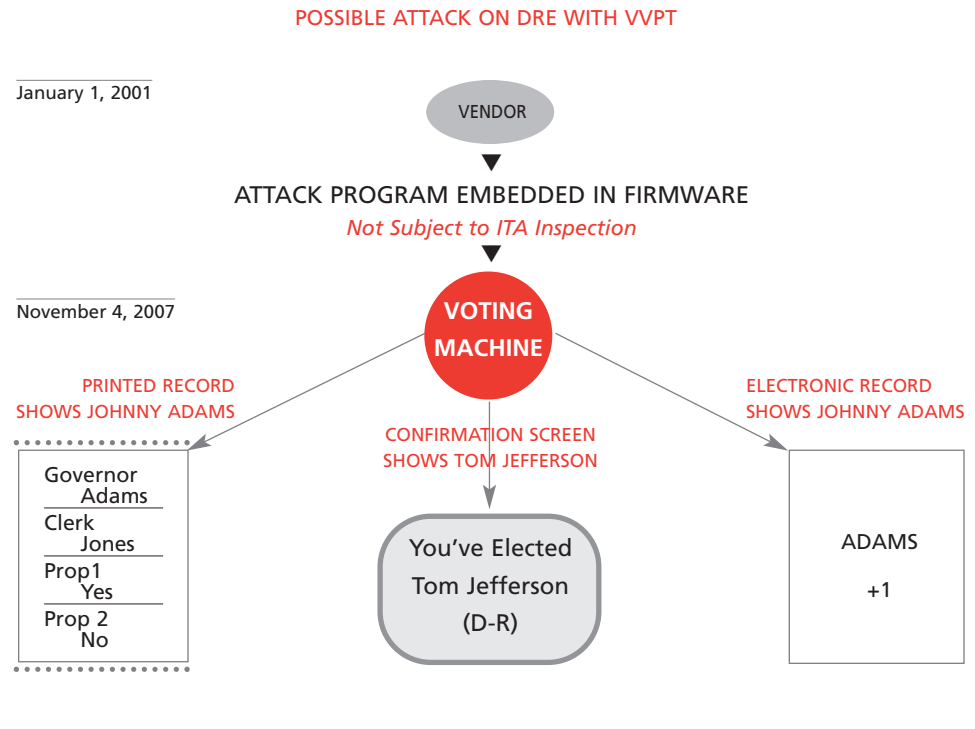 POSSIBLE ATTACK ON DRE WITH VVPT
January 1, 2001
VENDOR
ATTACK PROGRAM EMBEDDED IN FIRMWARE
Not Subject to ITA Inspection
November 4, 2007
VOTING
MACHINE
PRINTED RECORD
SHOWS JOHNNY ADAMS
CONFIRMATION SCREEN
SHOWS TOM JEFFERSON
ELECTRONIC RECORD
SHOWS JOHNNY ADAMS
Governor
Adams
Clerk
Jones
Prop1
Yes
Prop 2
No
You've Elected
Tom Jefferson
(D-R)
ADAMS
+1